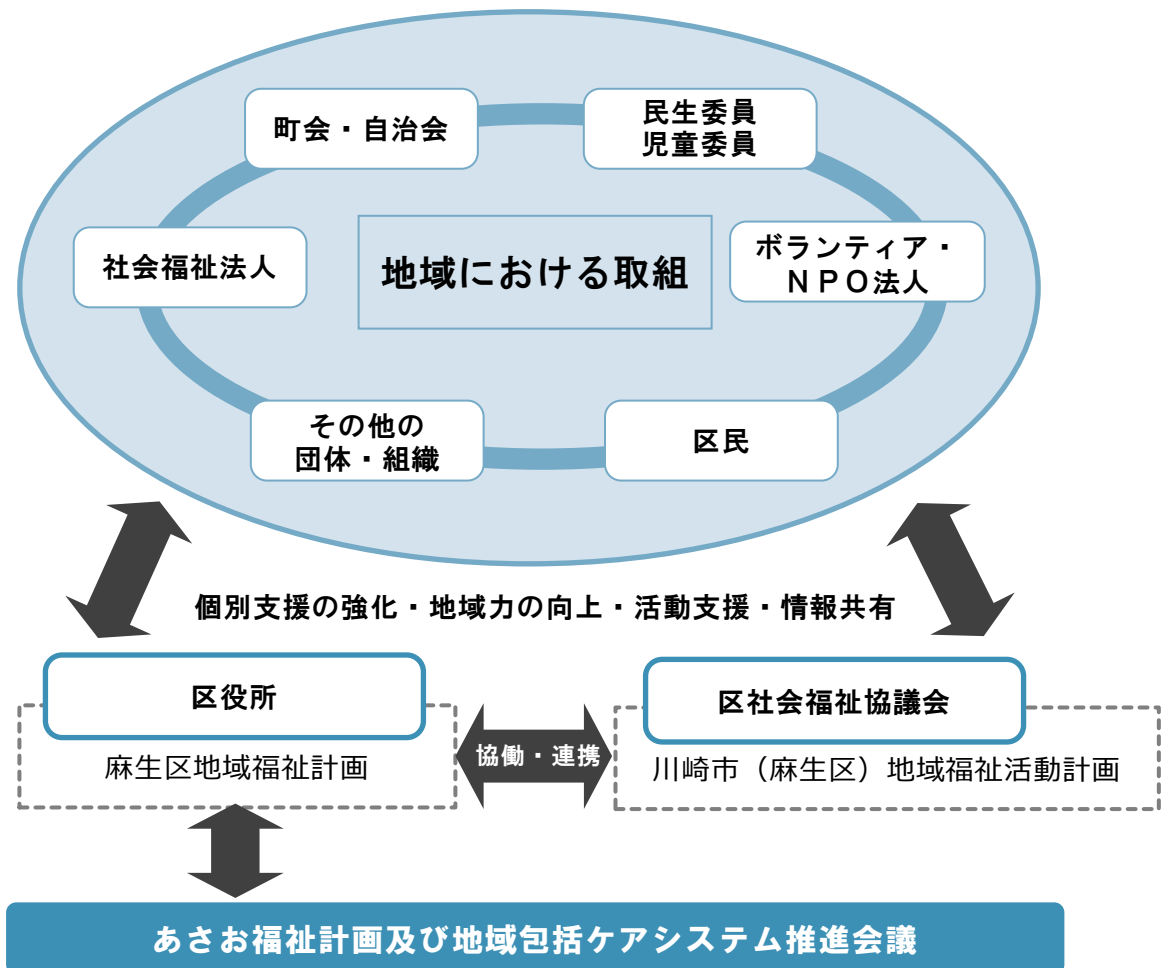 町会・自治会
民生委員
児童委員
社会福祉法人
地域における取組
ボランティア・
ＮＰＯ法人
その他の
団体・組織
区民
個別支援の強化・地域力の向上・活動支援・情報共有
区役所
区社会福祉協議会
協働・連携
麻生区地域福祉計画
川崎市（麻生区）地域福祉活動計画
あさお福祉計画及び地域包括ケアシステム推進会議